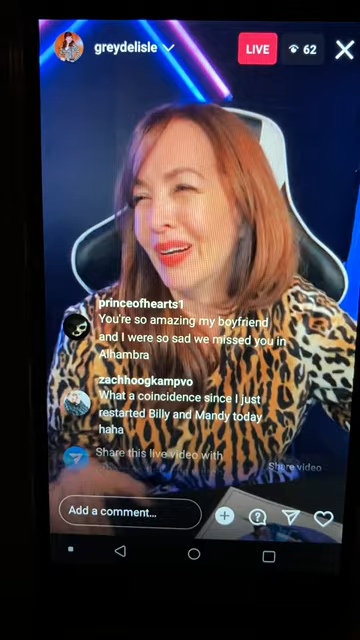 greydelisle
LIVE
62
princeofhearts1
You're so amazing my boyfriend
and I were so sad we missed you in
Alhambra
zachhoogkampvo
What a coincidence since I just
restarted Billy and Mandy today
haha
Share this live video with
Share video
Add a comment...